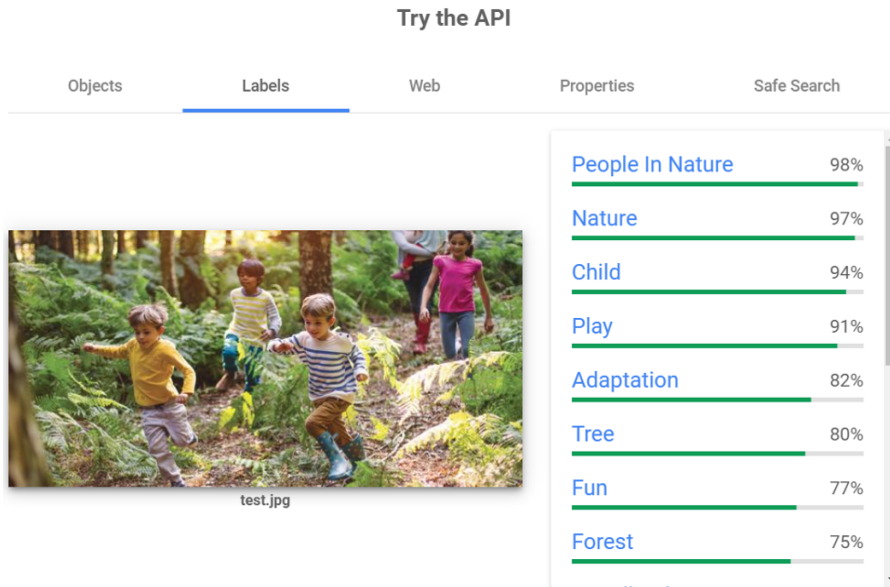 Try the API
Objects Labels Web Properties Safe Search
People In Nature 98%
Nature 97%
Child 94%
Play 91%
Adaptation 82%
Tree 80%
Fun 77%
Forest 75%
test.jpg